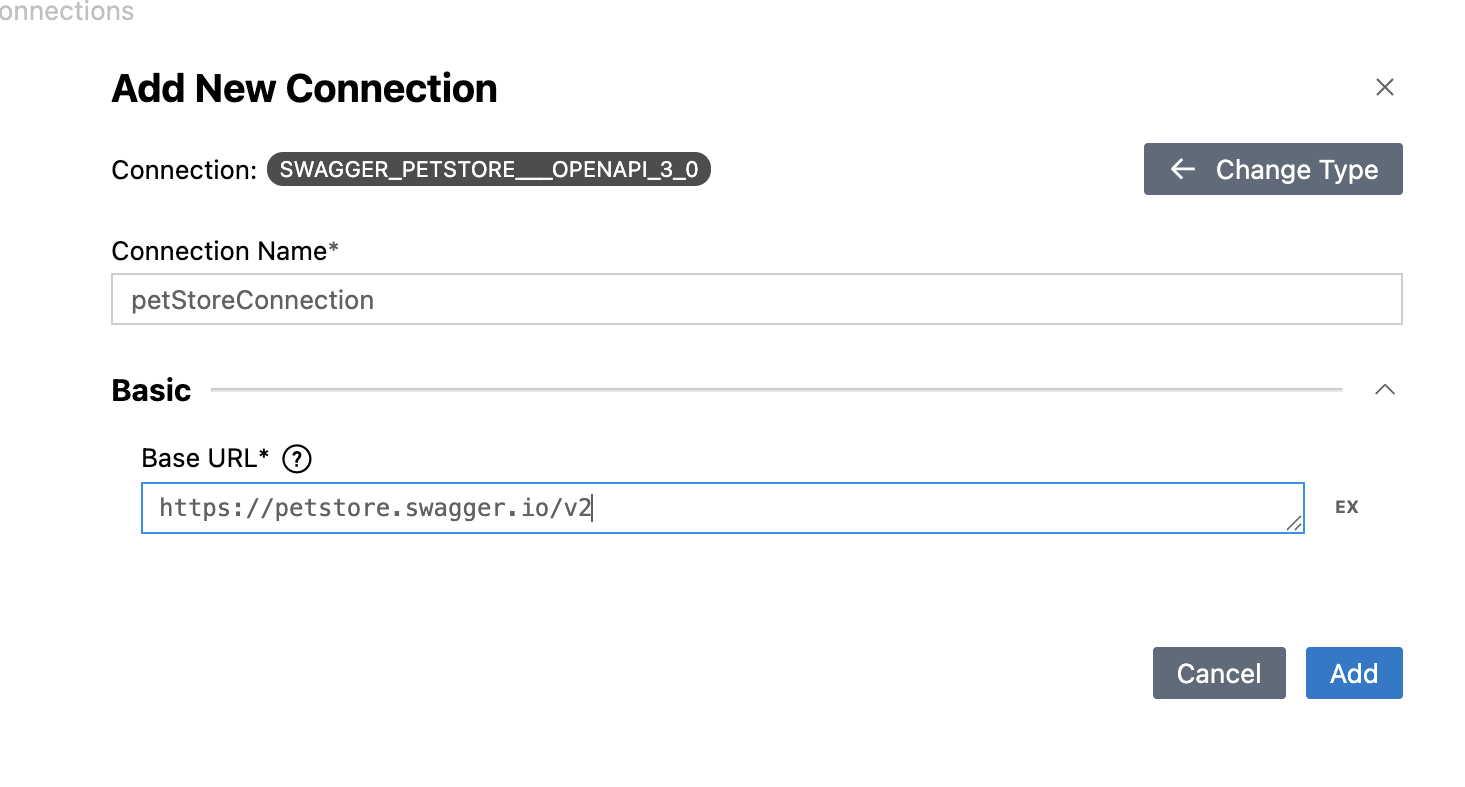 onnections
Add New Connection
Connection: SWAGGER_PETSTORE___OPENAPI_3_0
← Change Type
Connection Name*
petStoreConnection
Basic
Base URL* ?
https://petstore.swagger.io/v2
EX
Cancel
Add